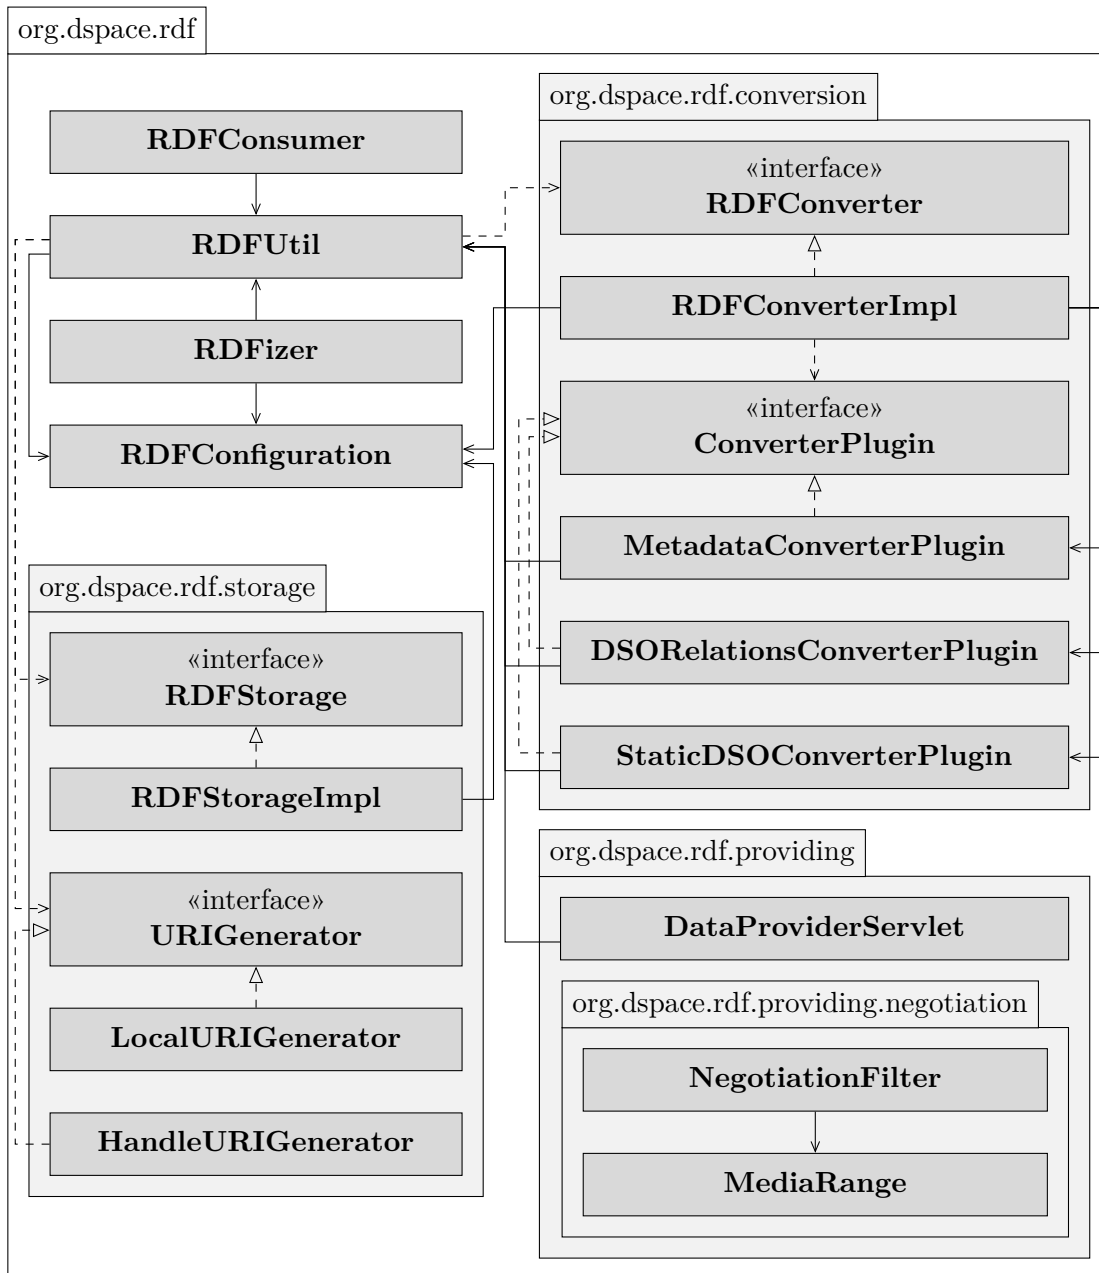 org.dspace.rdf
RDFConsumer
RDFUtil
RDFizer
RDFConfiguration
org.dspace.rdf.storage
«interface»
RDFStorage
RDFStorageImpl
«interface»
URIGenerator
LocalURIGenerator
HandleURIGenerator
org.dspace.rdf.conversion
«interface»
RDFConverter
RDFConverterImpl
«interface»
ConverterPlugin
MetadataConverterPlugin
DSORelationsConverterPlugin
StaticDSOConverterPlugin
org.dspace.rdf.providing
DataProviderServlet
org.dspace.rdf.providing.negotiation
NegotiationFilter
MediaRange